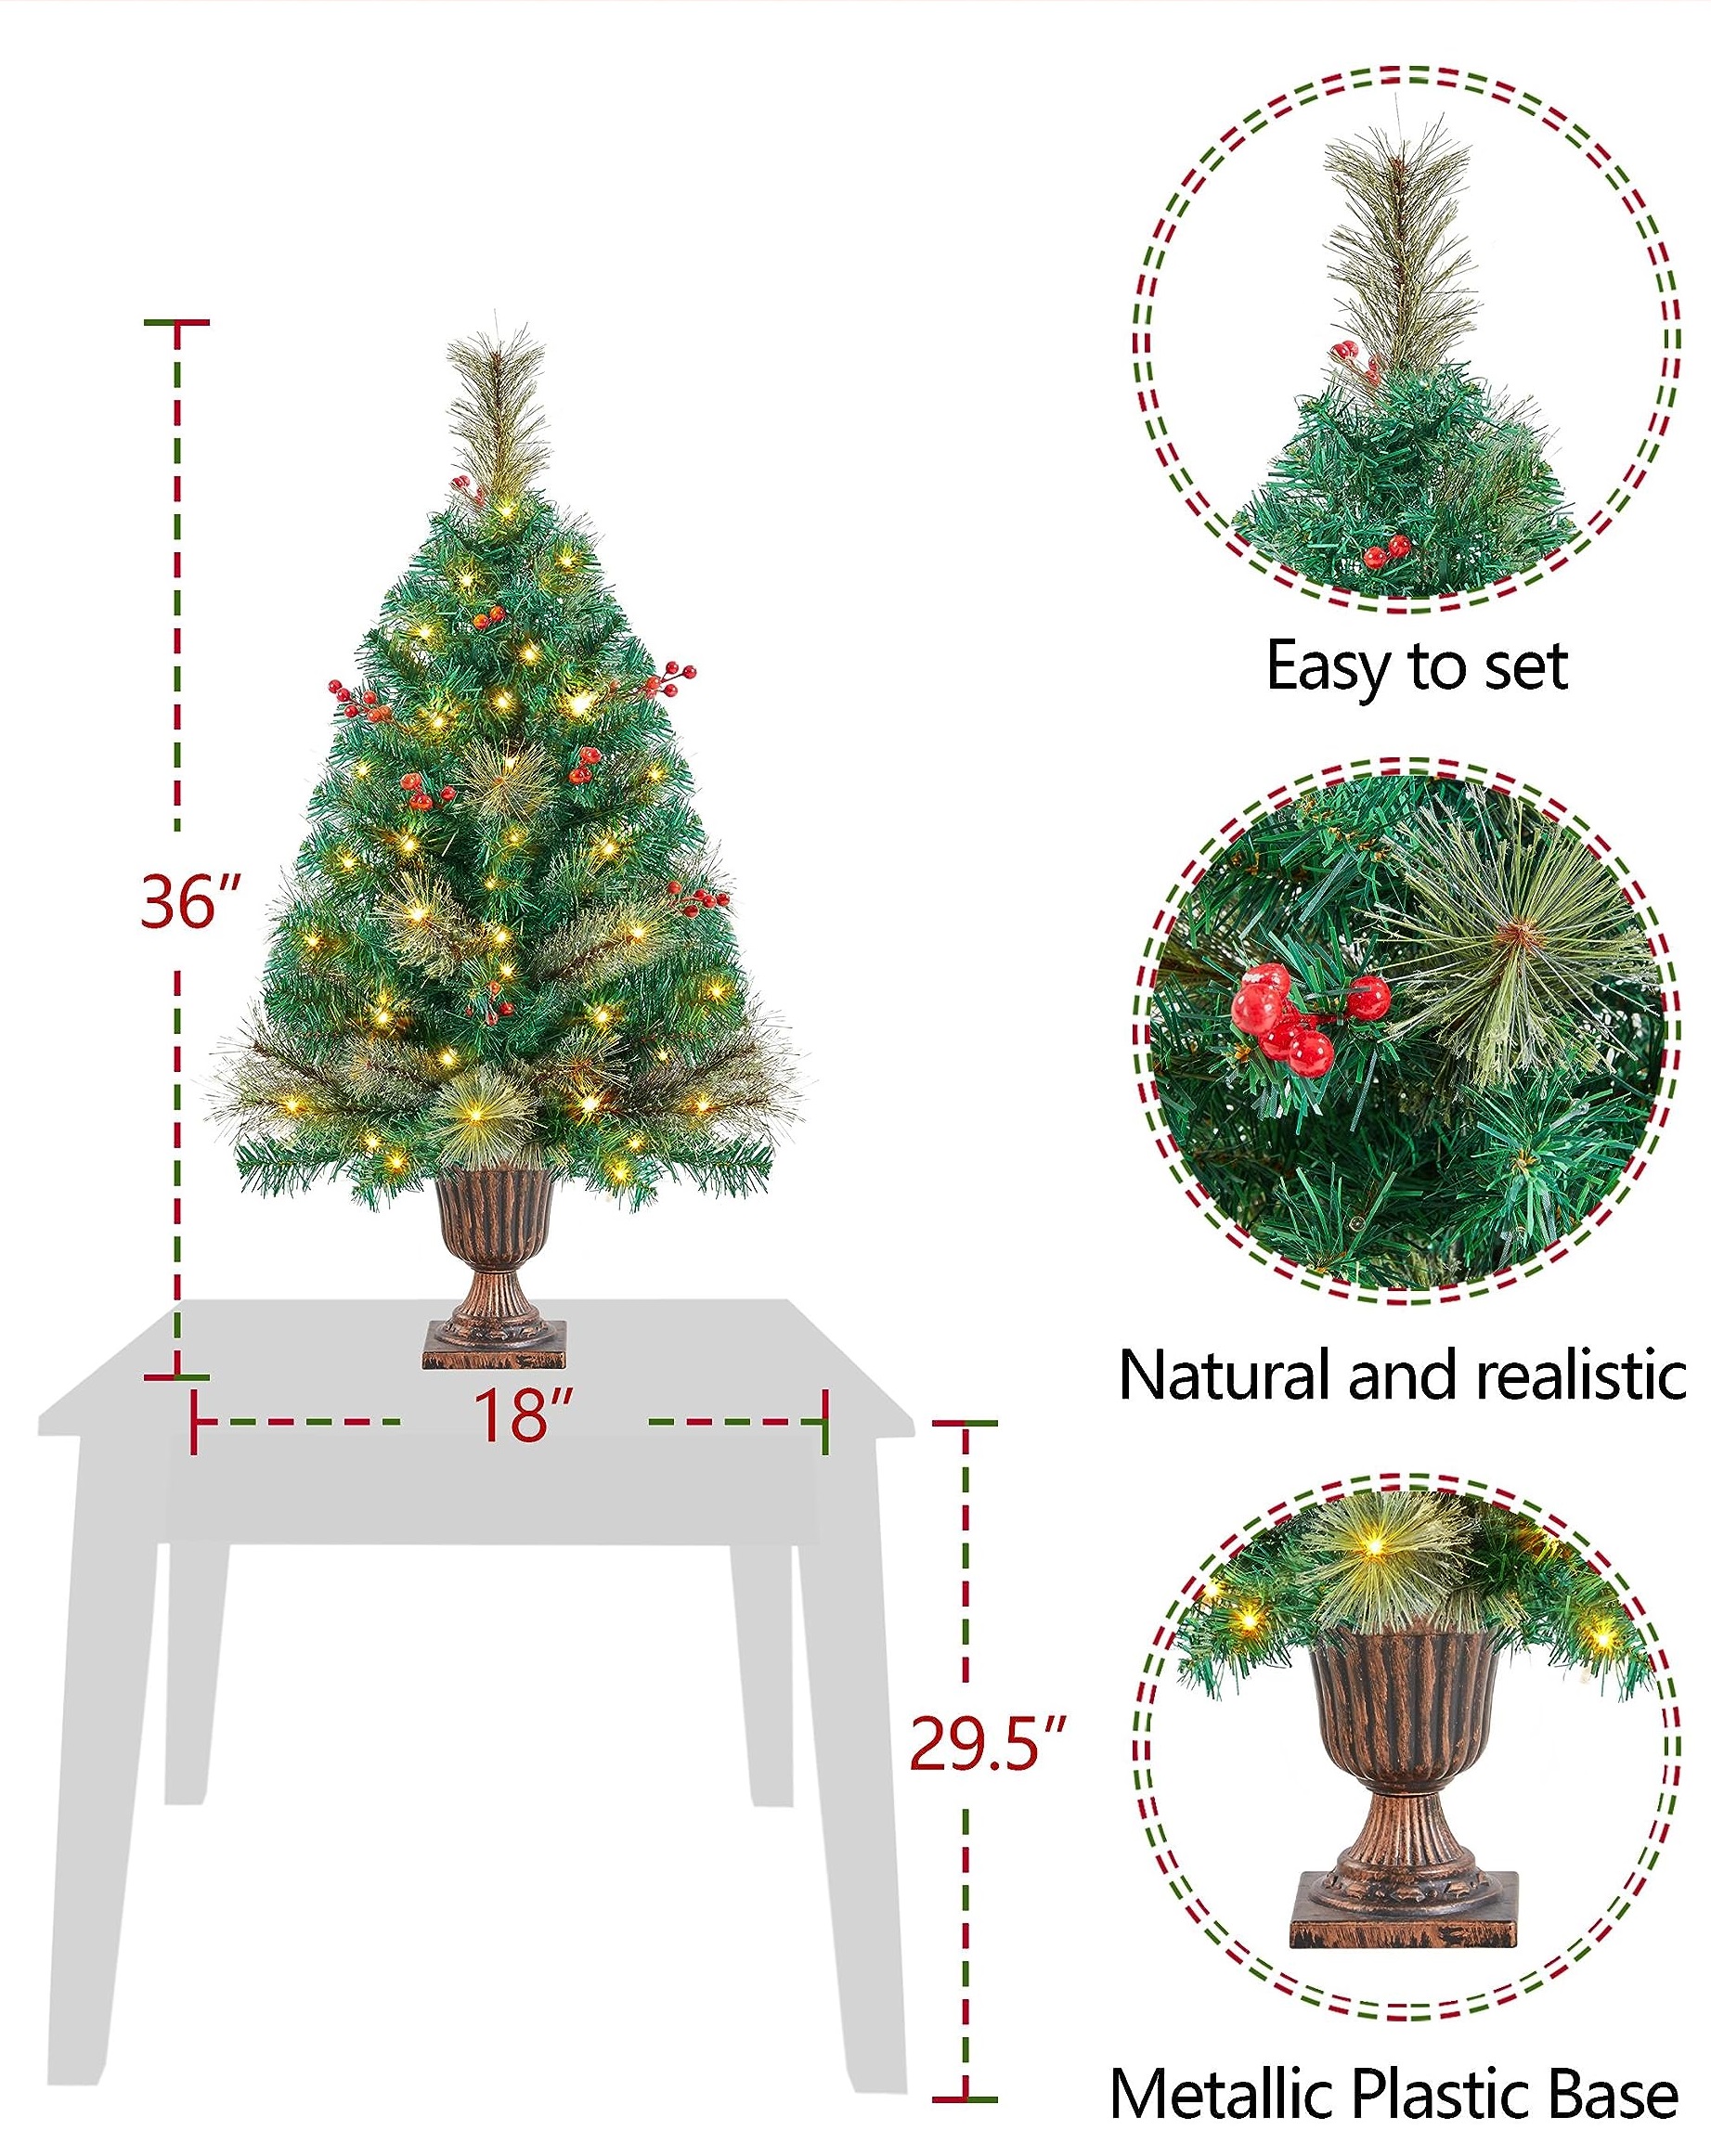 36”
18”
29.5”
Easy to set
Natural and realistic
Metallic Plastic Base